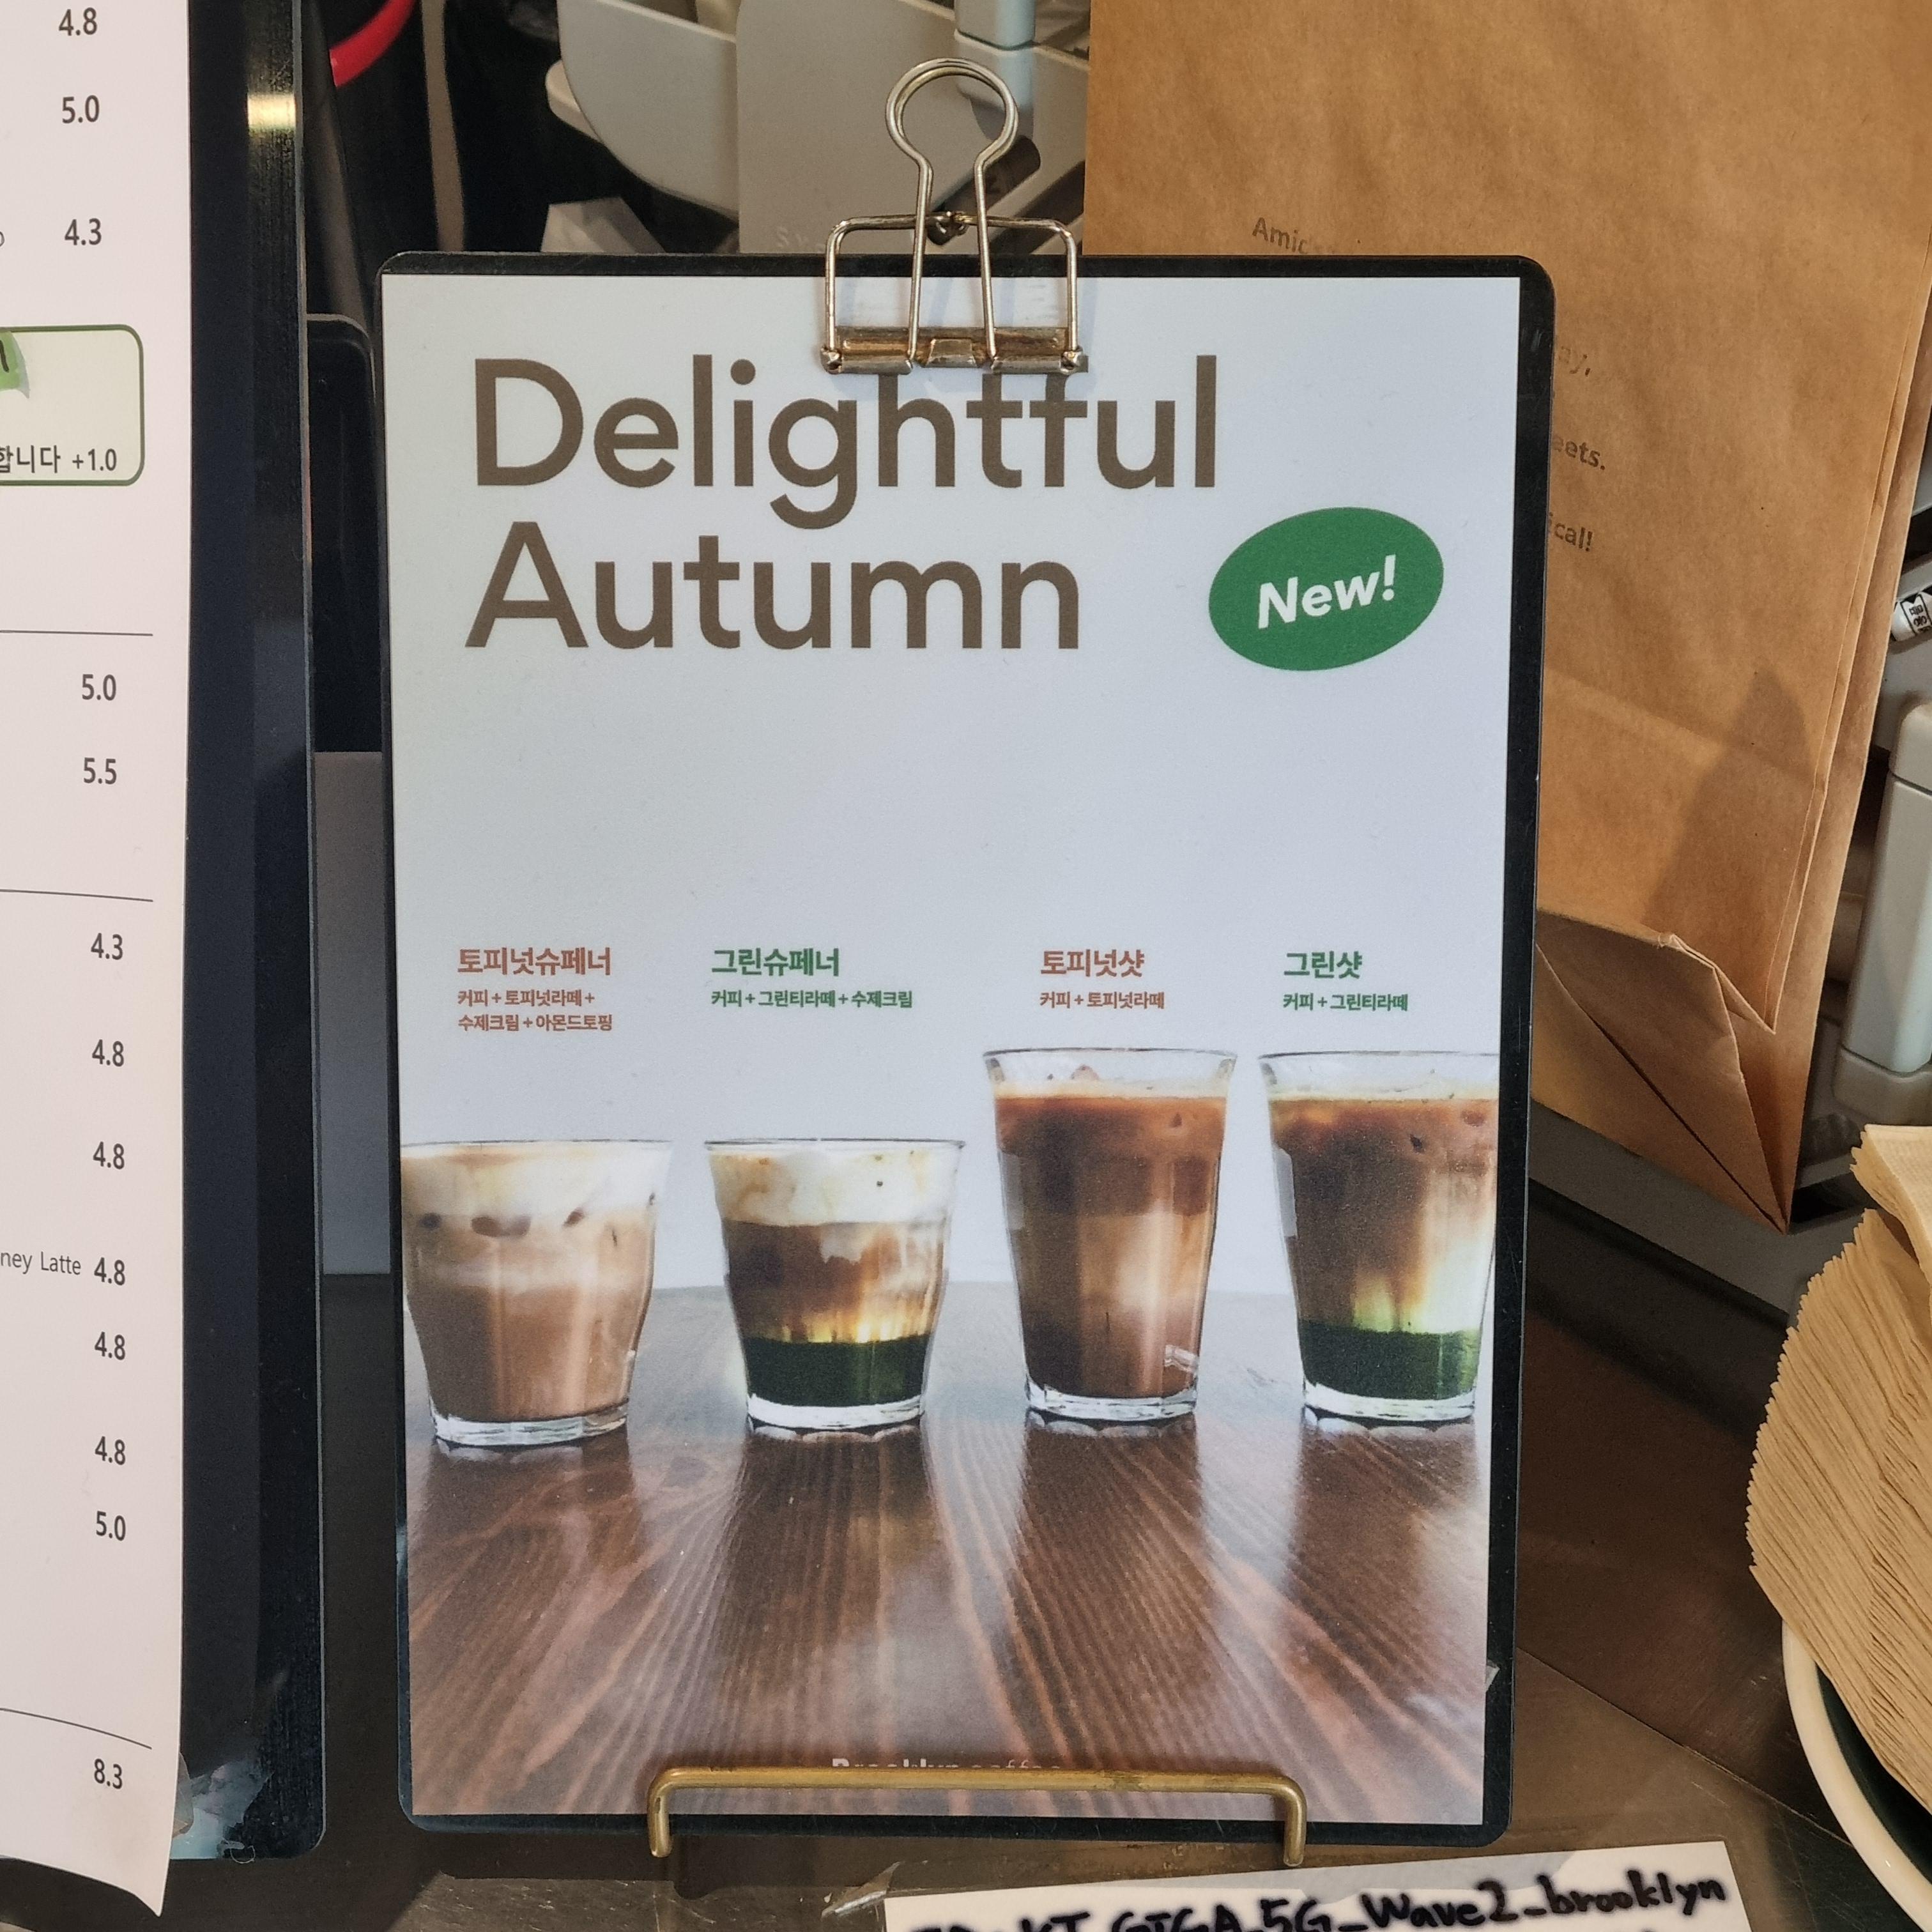 4.8
5.0
4.3
합니다 +1.0
5.0
5.5
4.3
4.8
4.8
ney Latte 4.8
4.8
4.8
5.0
8.3
Delightful
Autumn
New!
토피넛슈페너
커피+토피넛라떼+
수제크림+아몬드토핑
그린슈페너
커피+그린티라떼+수제크림
토피넛샷
커피+토피넛라떼
그린샷
커피+그린티라떼
Brooklyn coffee
KT_GIGA_5G_Wave2_brooklyn
ay.
eets.
ical!